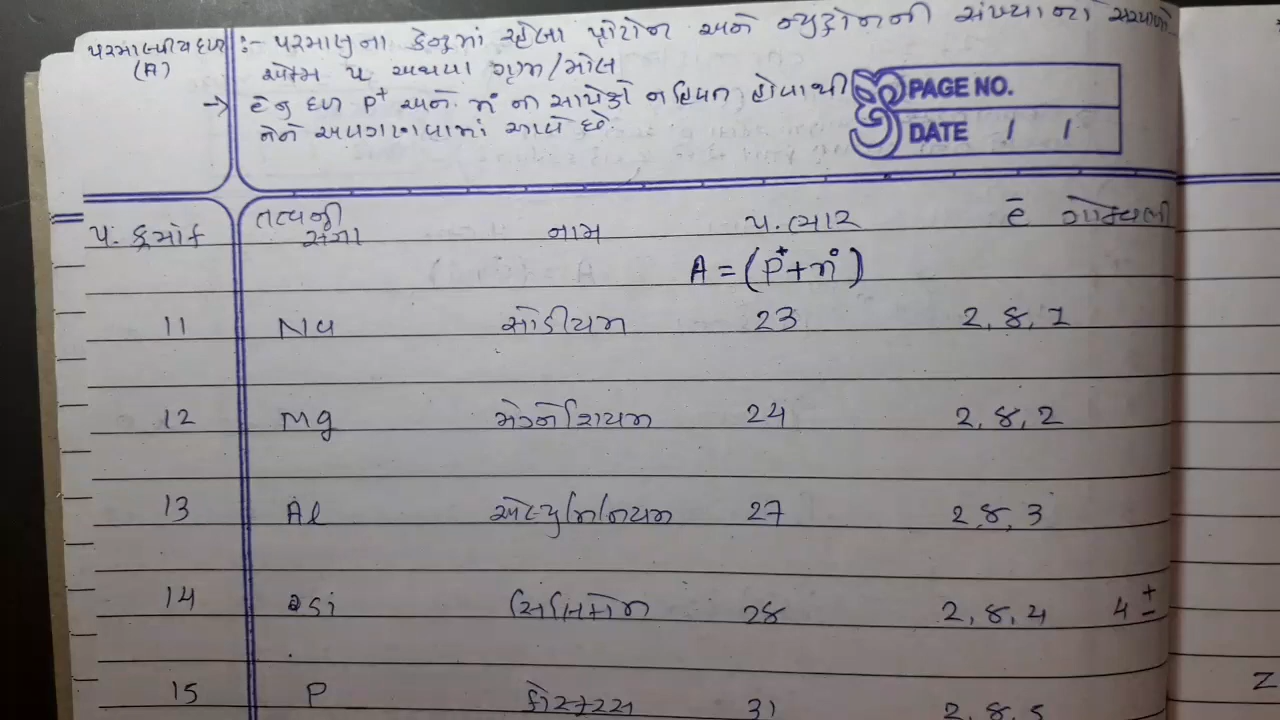 પરમાણ્વીયદળ :- પરમાણુના કેન્દ્રમાં રહેલા પ્રોટોન અને ન્યુટ્રોનની સંખ્યાનો સરવાળો
(A) એકમ u અથવા ગ્રામ/મોલ
→ e̅નુ દળ P⁺ અને n⁰ ના સાપેક્ષે નહિવત હોવાથી
તેને અવગણવામાં આવે છે.
PAGE NO.
DATE / /
પ. ક્રમાંક તત્વની સંજ્ઞા નામ પ. ભાર e̅ ગોઠવણી
A = (P⁺+n⁰)
11 Na સોડીયમ 23 2, 8, 1
12 Mg મેગ્નેશિયમ 24 2, 8, 2
13 Al એલ્યુમિનિયમ 27 2, 8, 3
14 Si સિલિકોન 28 2, 8, 4 4 ±
15 P ફોસ્ફરસ 31 2, 8, 5
Z